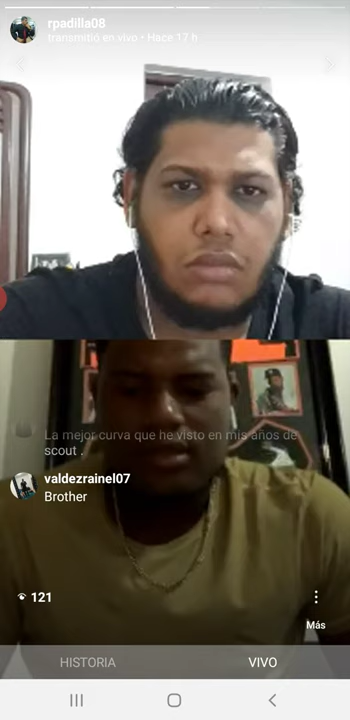 rpadilla08
transmitió en vivo • Hace 17 h
La mejor curva que he visto en mis años de
scout .
valdezrainel07
Brother
121
Más
HISTORIA
VIVO